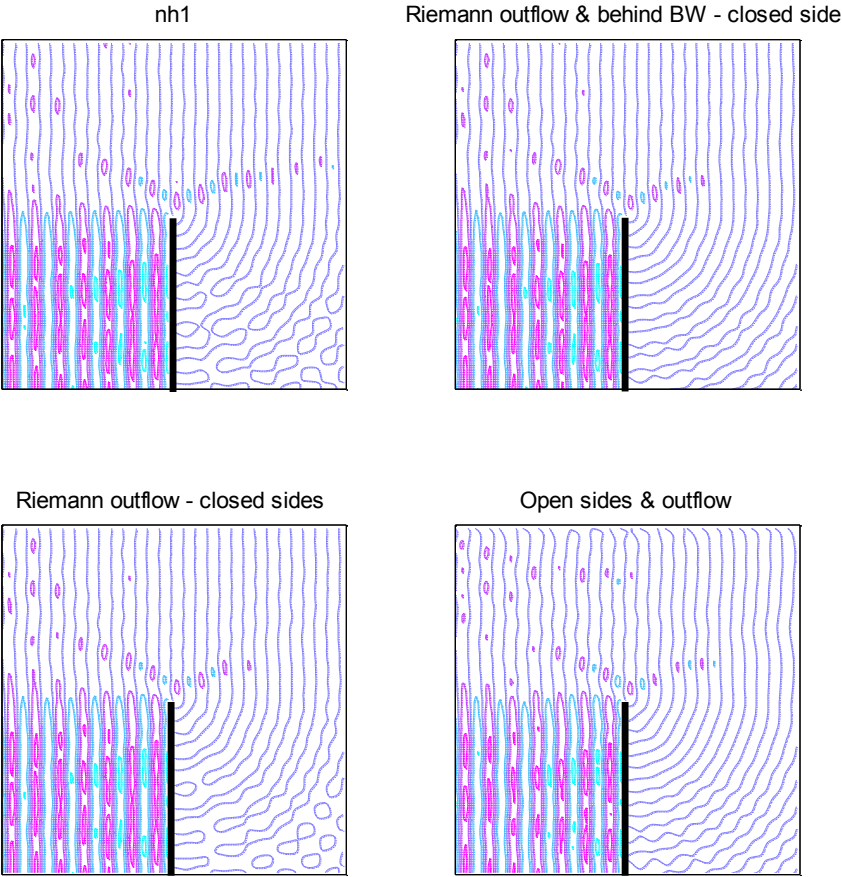 nh1
Riemann outflow & behind BW - closed side
Riemann outflow - closed sides
Open sides & outflow